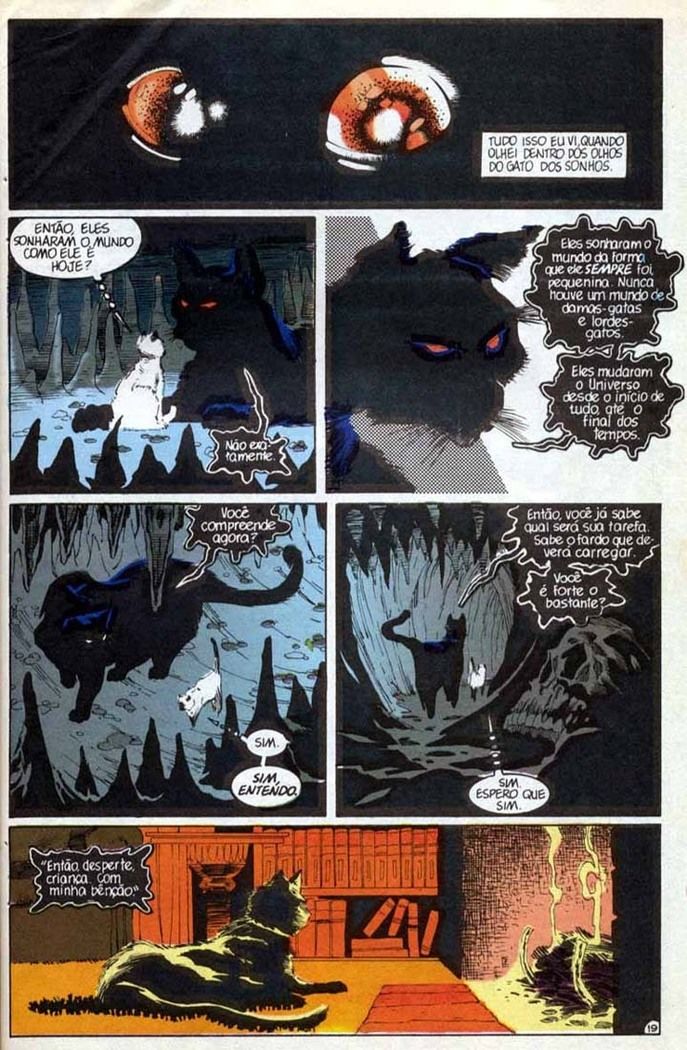 TUDO ISSO EU VI, QUANDO
OLHEI DENTRO DOS OLHOS
DO GATO DOS SONHOS.
ENTÃO, ELES
SONHARAM O MUNDO
COMO ELE É
HOJE?
Não exa-
tamente.
Eles sonharam o
mundo da forma
que ele SEMPRE foi,
pequenina. Nunca
houve um mundo de
damas-gatas
e lordes-
gatos.
Eles mudaram
o Universo
desde o início de
tudo, até o
final dos
tempos.
Você
compreende
agora?
SIM.
SIM,
ENTENDO.
Então, você já sabe
qual será sua tarefa.
Sabe o fardo que de-
verá carregar.
Você
é forte o
bastante?
SIM.
ESPERO QUE
SIM.
"Então, desperte,
criança. Com
minha bênção."
19